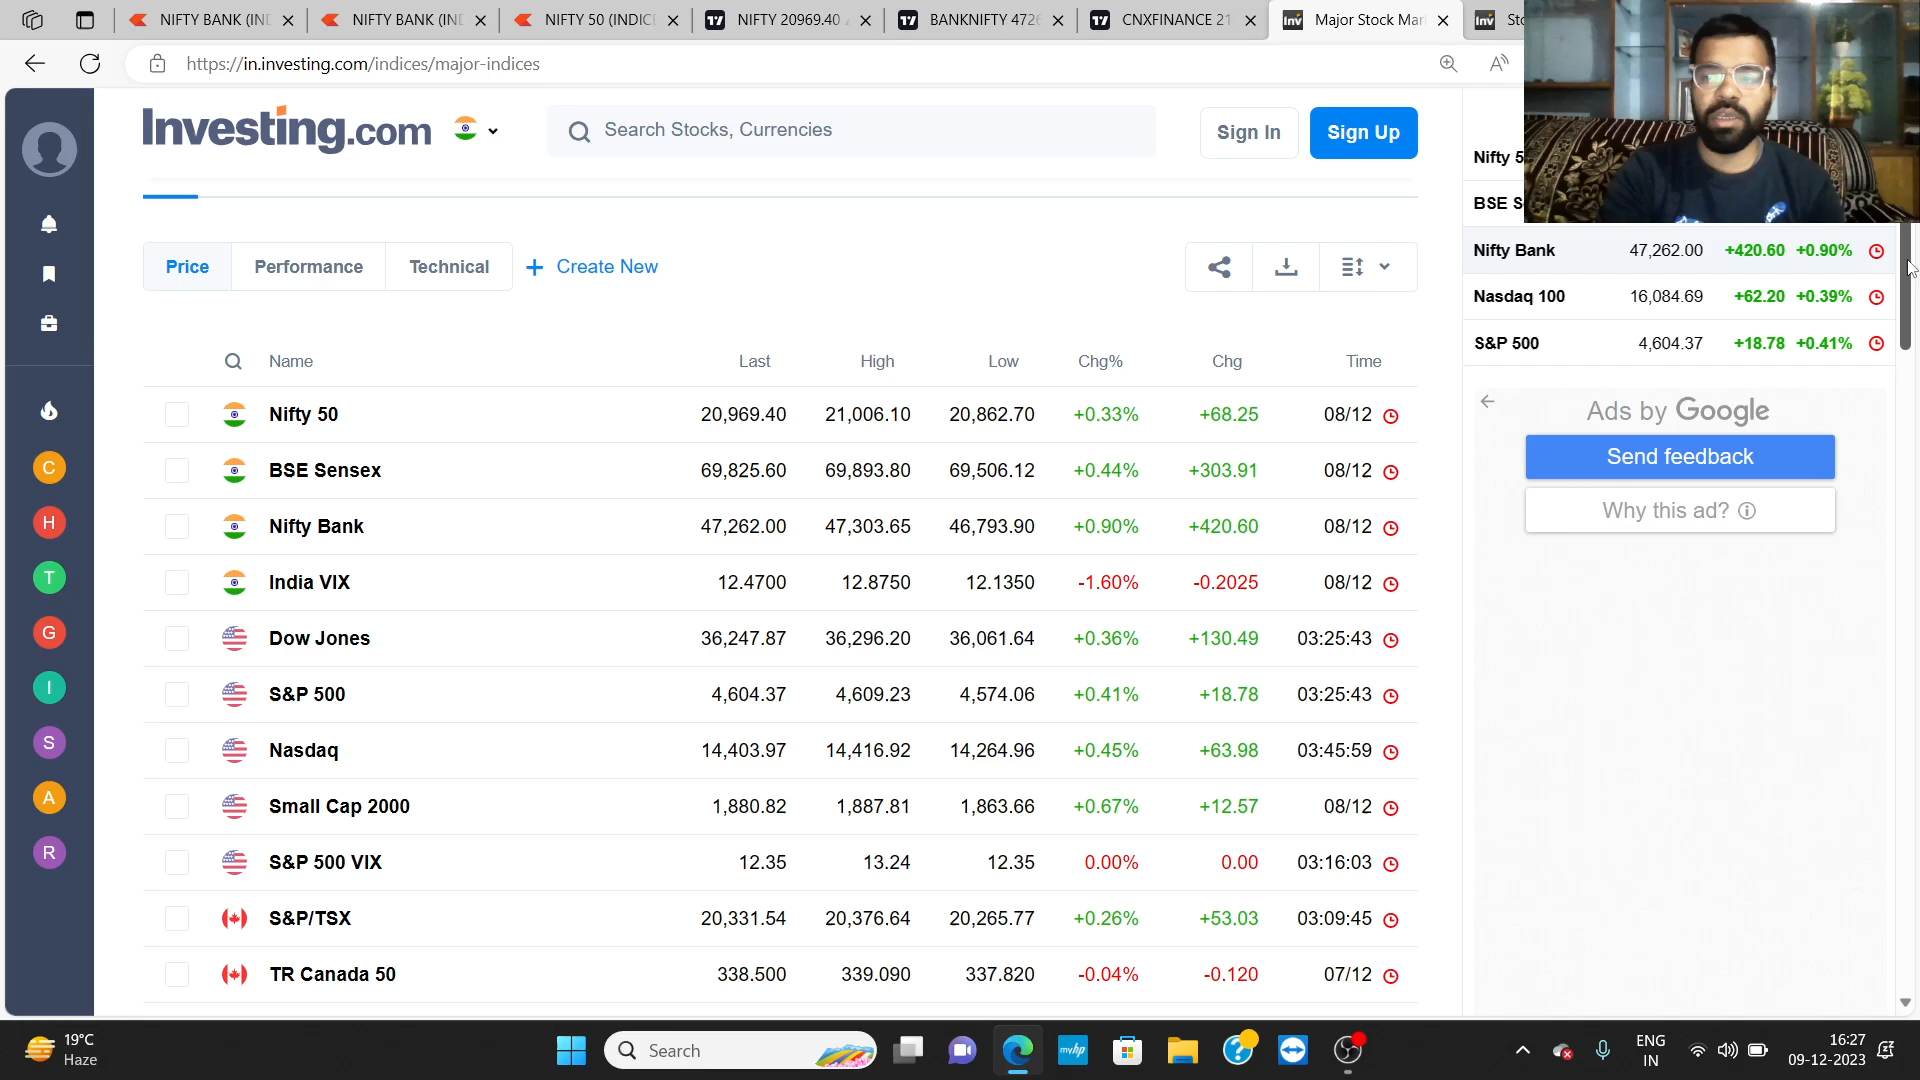 NIFTY BANK (IND
NIFTY BANK (IND
NIFTY 50 (INDIC
NIFTY 20969.40
BANKNIFTY 4726
CNXFINANCE 21
Major Stock Mar
Sto
https://in.investing.com/indices/major-indices
Investing.com
Search Stocks, Currencies
Sign In
Sign Up
Price
Performance
Technical
+ Create New
Name Last High Low Chg% Chg Time
Nifty 50 20,969.40 21,006.10 20,862.70 +0.33% +68.25 08/12
BSE Sensex 69,825.60 69,893.80 69,506.12 +0.44% +303.91 08/12
Nifty Bank 47,262.00 47,303.65 46,793.90 +0.90% +420.60 08/12
India VIX 12.4700 12.8750 12.1350 -1.60% -0.2025 08/12
Dow Jones 36,247.87 36,296.20 36,061.64 +0.36% +130.49 03:25:43
S&P 500 4,604.37 4,609.23 4,574.06 +0.41% +18.78 03:25:43
Nasdaq 14,403.97 14,416.92 14,264.96 +0.45% +63.98 03:45:59
Small Cap 2000 1,880.82 1,887.81 1,863.66 +0.67% +12.57 08/12
S&P 500 VIX 12.35 13.24 12.35 0.00% 0.00 03:16:03
S&P/TSX 20,331.54 20,376.64 20,265.77 +0.26% +53.03 03:09:45
TR Canada 50 338.500 339.090 337.820 -0.04% -0.120 07/12
Nifty 5
BSE S
Nifty Bank 47,262.00 +420.60 +0.90%
Nasdaq 100 16,084.69 +62.20 +0.39%
S&P 500 4,604.37 +18.78 +0.41%
Ads by Google
Send feedback
Why this ad?
C
H
T
G
I
S
A
R
19°C
Haze
Search
myhp
ENG
IN
16:27
09-12-2023